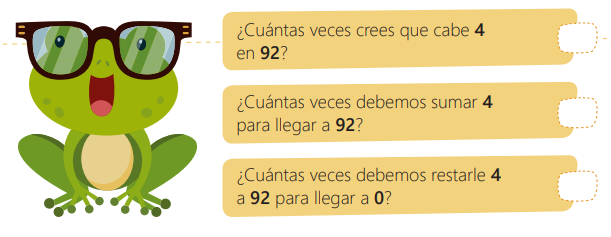 ¿Cuántas veces crees que cabe 4
en 92?
¿Cuántas veces debemos sumar 4
para llegar a 92?
¿Cuántas veces debemos restarle 4
a 92 para llegar a 0?